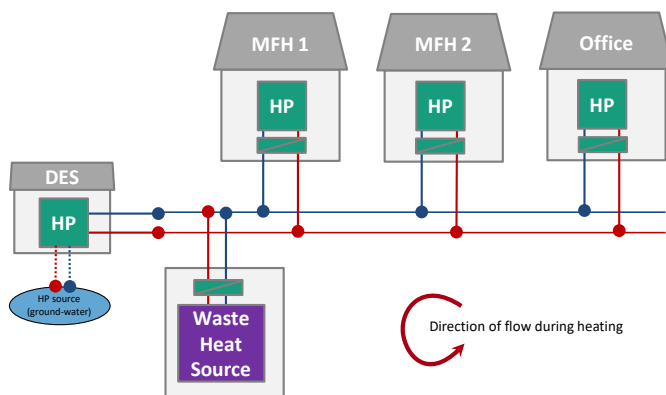 MFH 1
MFH 2
Office
HP
HP
HP
DES
HP
HP source
(ground-water)
Waste
Heat
Source
Direction of flow during heating